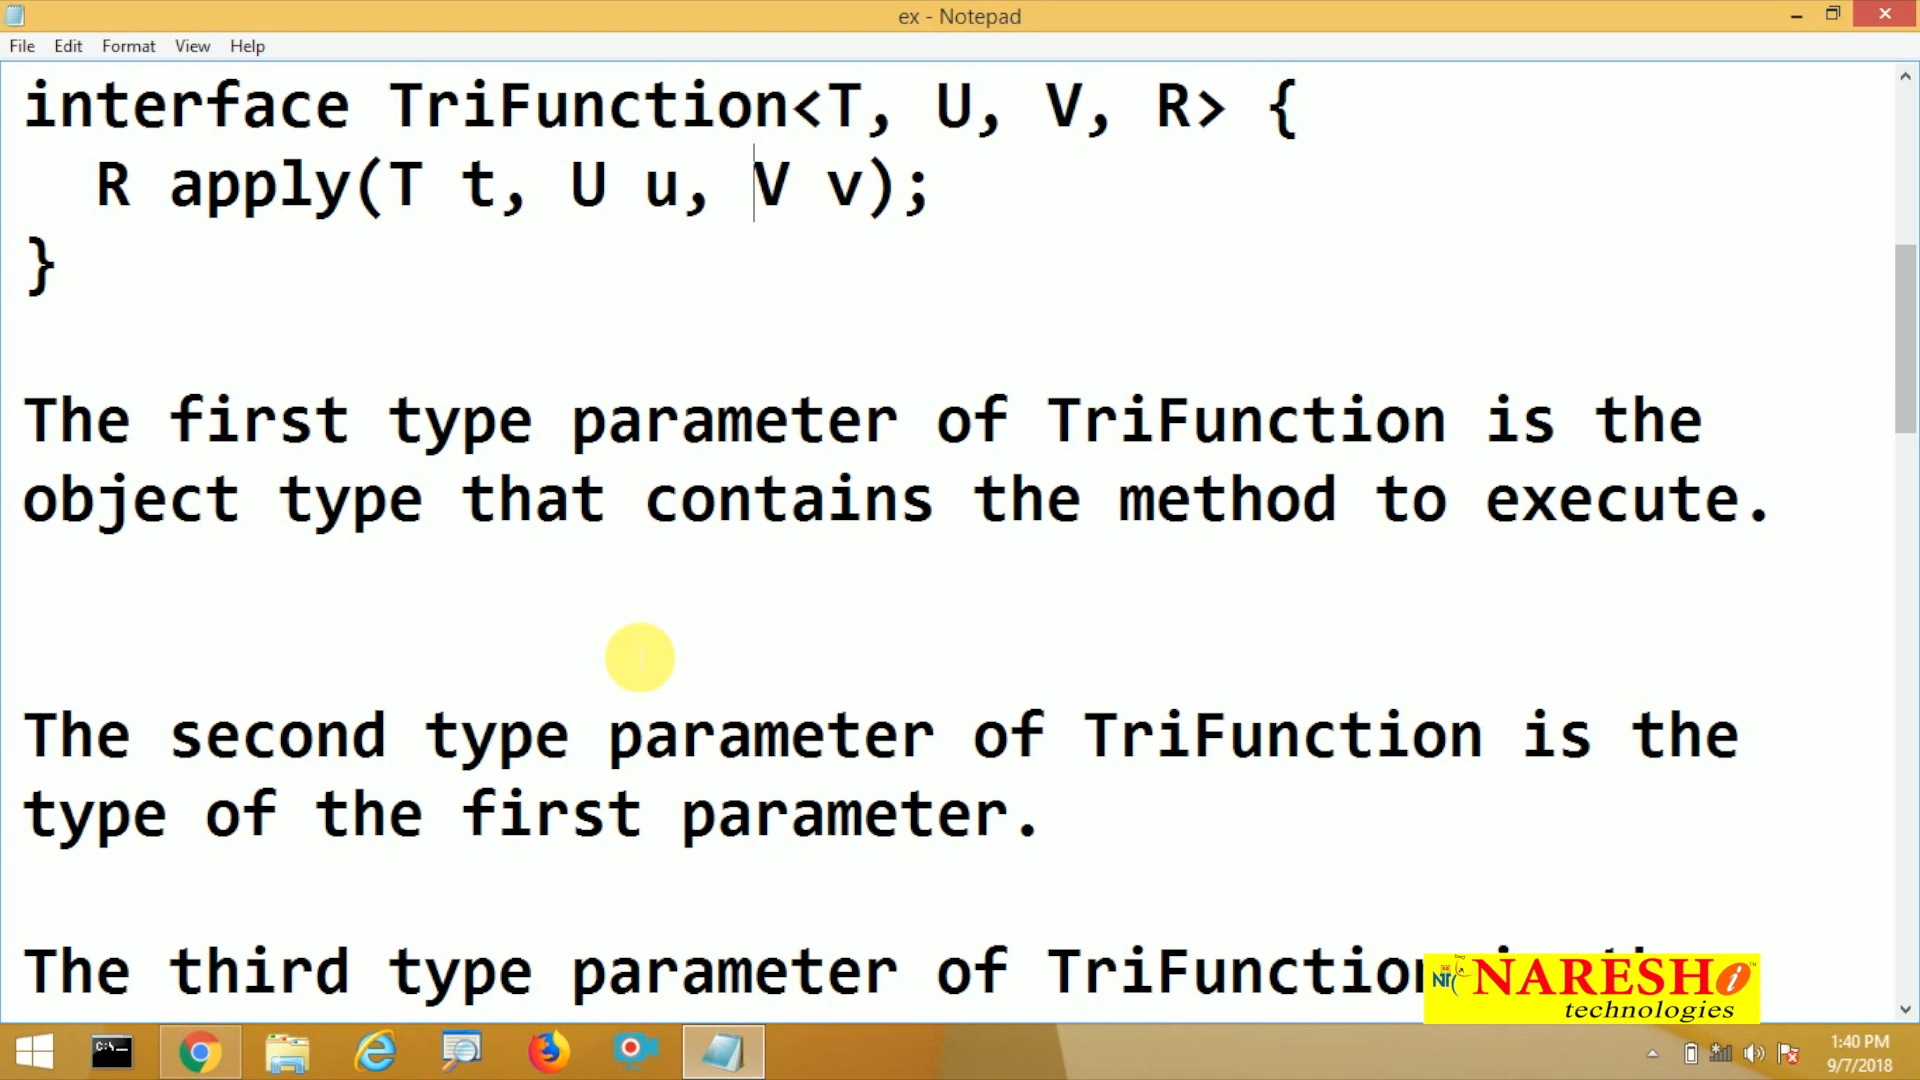 ex - Notepad
File Edit Format View Help
interface TriFunction<T, U, V, R> {
  R apply(T t, U u, V v);
}
The first type parameter of TriFunction is the
object type that contains the method to execute.
The second type parameter of TriFunction is the
type of the first parameter.
The third type parameter of TriFunction
NT NARESH i
technologies
C:\
1:40 PM
9/7/2018